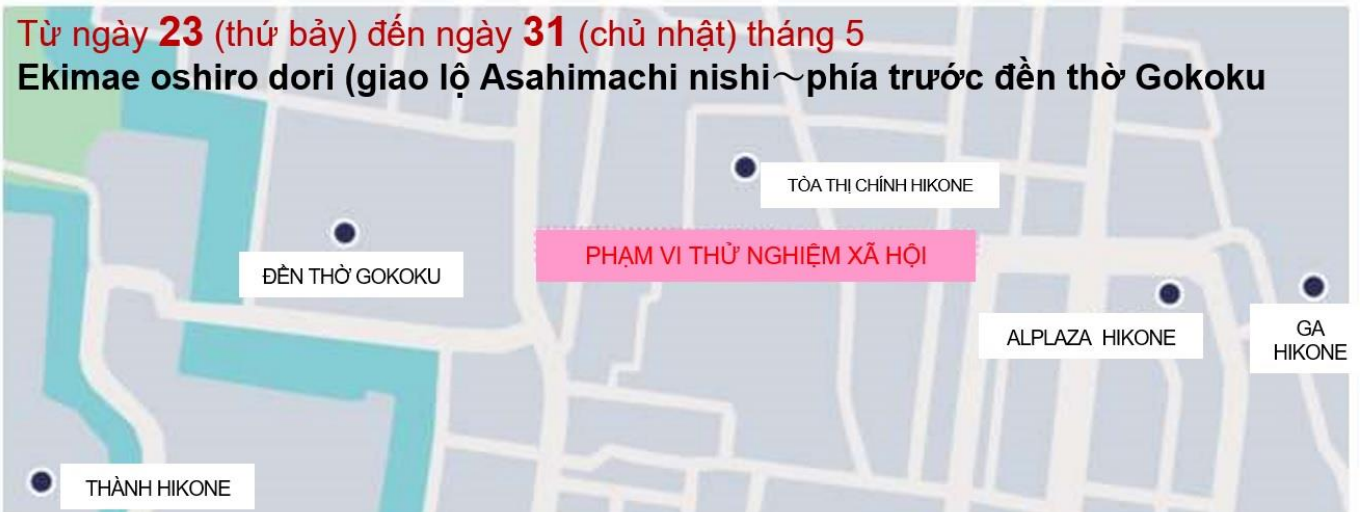 Từ ngày 23 (thứ bảy) đến ngày 31 (chủ nhật) tháng 5
Ekimae oshiro dori (giao lộ Asahimachi nishi～phía trước đền thờ Gokoku
TÒA THỊ CHÍNH HIKONE
PHẠM VI THỬ NGHIỆM XÃ HỘI
ĐỀN THỜ GOKOKU
ALPLAZA HIKONE
GA
HIKONE
THÀNH HIKONE